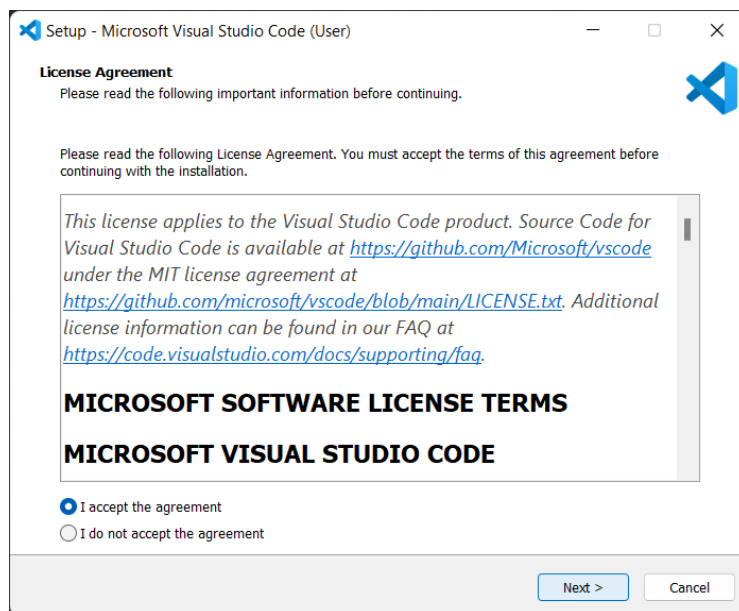 Setup - Microsoft Visual Studio Code (User)
License Agreement
Please read the following important information before continuing.
Please read the following License Agreement. You must accept the terms of this agreement before
continuing with the installation.
This license applies to the Visual Studio Code product. Source Code for
Visual Studio Code is available at https://github.com/Microsoft/vscode
under the MIT license agreement at
https://github.com/microsoft/vscode/blob/main/LICENSE.txt. Additional
license information can be found in our FAQ at
https://code.visualstudio.com/docs/supporting/faq.
MICROSOFT SOFTWARE LICENSE TERMS
MICROSOFT VISUAL STUDIO CODE
I accept the agreement
I do not accept the agreement
Next >
Cancel